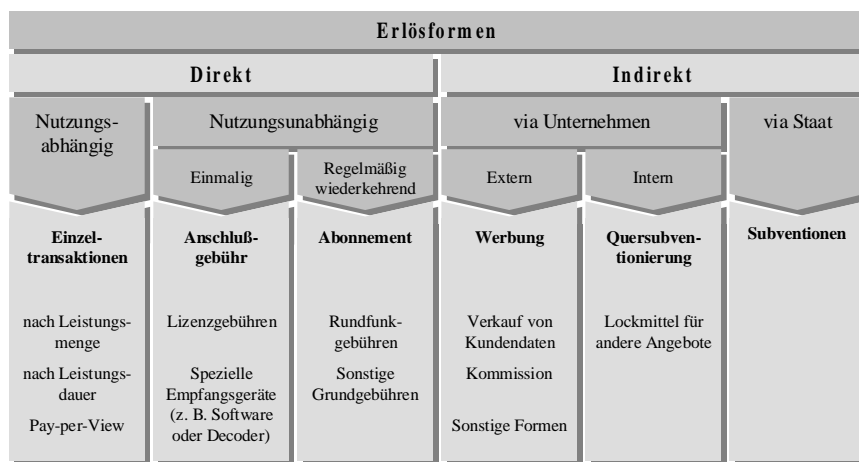 Erlösformen
Direkt
Indirekt
Nutzungs-
abhängig
Nutzungsunabhängig
via Unternehmen
via Staat
Einmalig
Regelmäßig
wiederkehrend
Extern
Intern
Einzel-
transaktionen
Anschluß-
gebühr
Abonnement
Werbung
Quersubven-
tionierung
Subventionen
nach Leistungs-
menge
nach Leistungs-
dauer
Pay-per-View
Lizenzgebühren
Spezielle
Empfangsgeräte
(z. B. Software
oder Decoder)
Rundfunk-
gebühren
Sonstige
Grundgebühren
Verkauf von
Kundendaten
Kommission
Sonstige Formen
Lockmittel für
andere Angebote